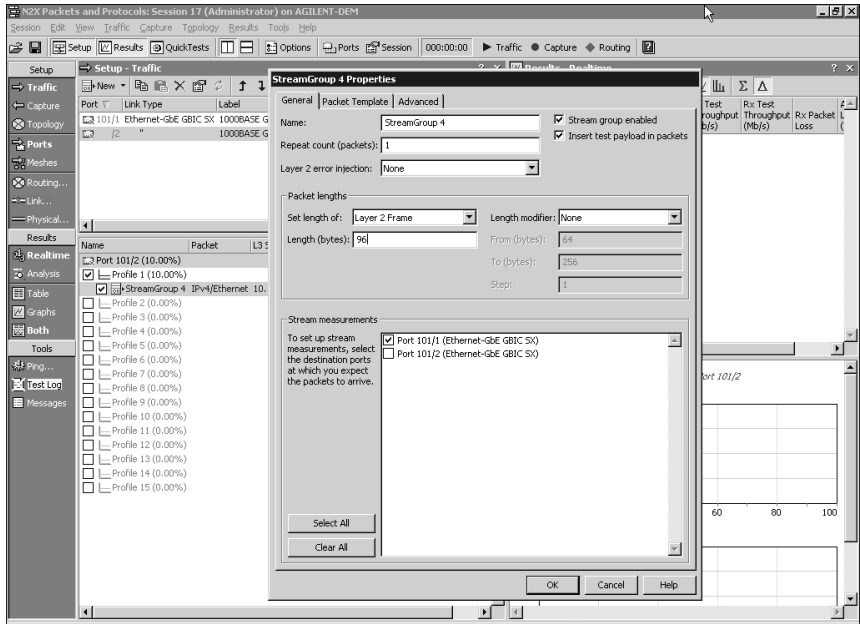 N2X Packets and Protocols: Session 17 (Administrator) on AGILENT-DEM
Session Edit View Traffic Capture Topology Results Tools Help
Setup Results QuickTests Options Ports Session 000:00:00 Traffic Capture Routing
Setup
Traffic
Capture
Topology
Ports
Meshes
Routing...
Link...
Physical...
Results
Realtime
Analysis
Table
Graphs
Both
Tools
Ping...
Test Log
Messages
Setup - Traffic
New
Port Link Type Label
101/1 Ethernet-GbE GBIC SX 1000BASE G
/2 " 1000BASE G
Name Packet L3 S
Port 101/2 (10.00%)
Profile 1 (10.00%)
StreamGroup 4 IPv4/Ethernet 10.
Profile 2 (0.00%)
Profile 3 (0.00%)
Profile 4 (0.00%)
Profile 5 (0.00%)
Profile 6 (0.00%)
Profile 7 (0.00%)
Profile 8 (0.00%)
Profile 9 (0.00%)
Profile 10 (0.00%)
Profile 11 (0.00%)
Profile 12 (0.00%)
Profile 13 (0.00%)
Profile 14 (0.00%)
Profile 15 (0.00%)
StreamGroup 4 Properties
General Packet Template Advanced
Name: StreamGroup 4
Stream group enabled
Repeat count (packets): 1
Insert test payload in packets
Layer 2 error injection: None
Packet lengths
Set length of: Layer 2 Frame
Length modifier: None
Length (bytes): 96
From (bytes): 64
To (bytes): 256
Step: 1
Stream measurements
To set up stream
measurements, select
the destination ports
at which you expect
the packets to arrive.
Port 101/1 (Ethernet-GbE GBIC SX)
Port 101/2 (Ethernet-GbE GBIC SX)
Select All
Clear All
OK Cancel Help
Test Rx Test
roughput Throughput Rx Packet L
b/s) (Mb/s) Loss (
ort 101/2
60 80 100